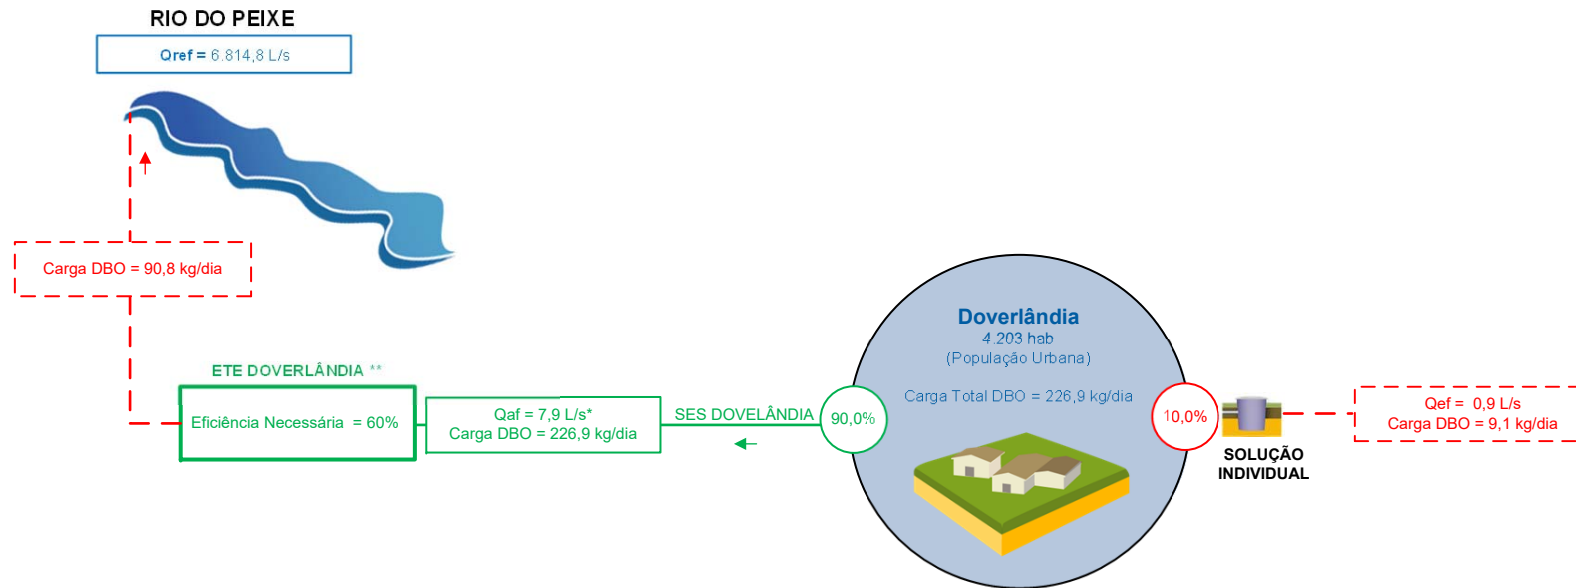 RIO DO PEIXE
Qref = 6.814,8 L/s
Carga DBO = 90,8 kg/dia
ETE DOVERLÂNDIA **
Eficiência Necessária = 60%
Qaf = 7,9 L/s*
Carga DBO = 226,9 kg/dia
SES DOVELÂNDIA
90,0%
Doverlândia
4.203 hab
(População Urbana)
Carga Total DBO = 226,9 kg/dia
10,0%
SOLUÇÃO
INDIVIDUAL
Qef = 0,9 L/s
Carga DBO = 9,1 kg/dia